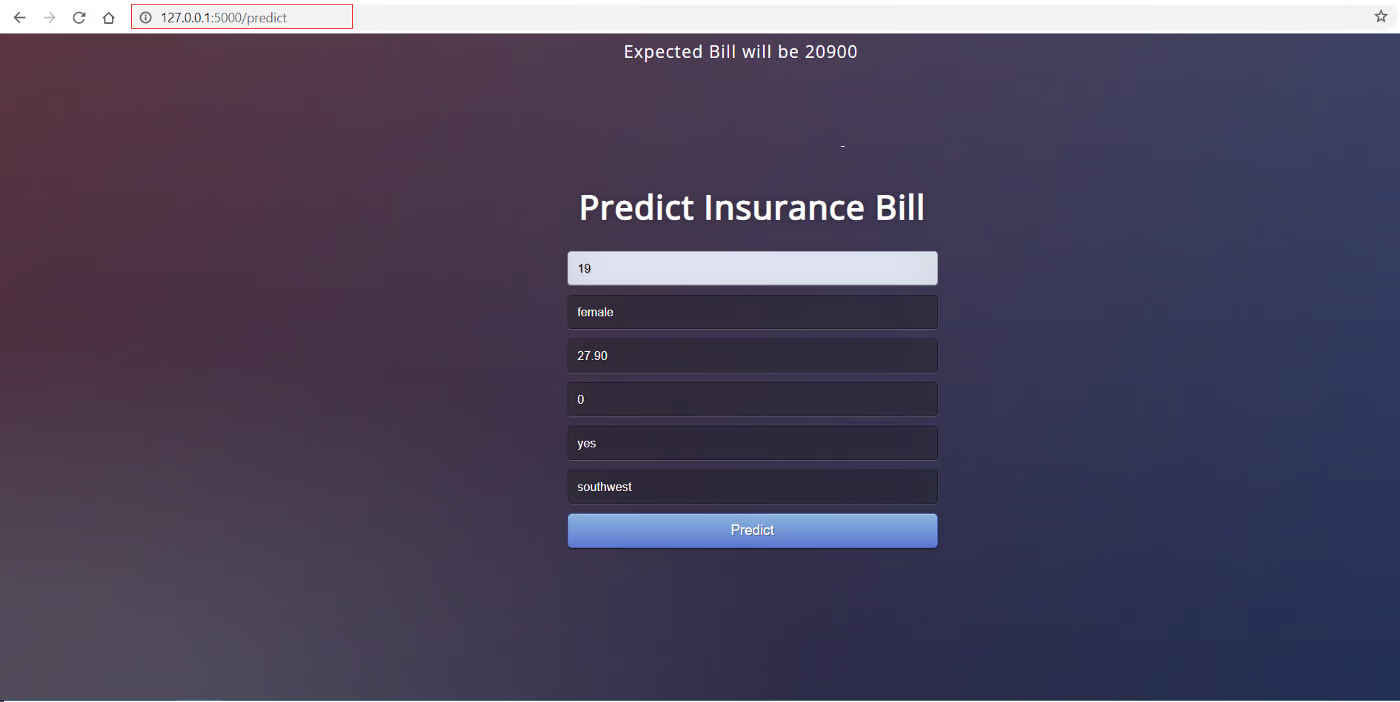 127.0.0.1:5000/predict
Expected Bill will be 20900
-
Predict Insurance Bill
19
female
27.90
0
yes
southwest
Predict